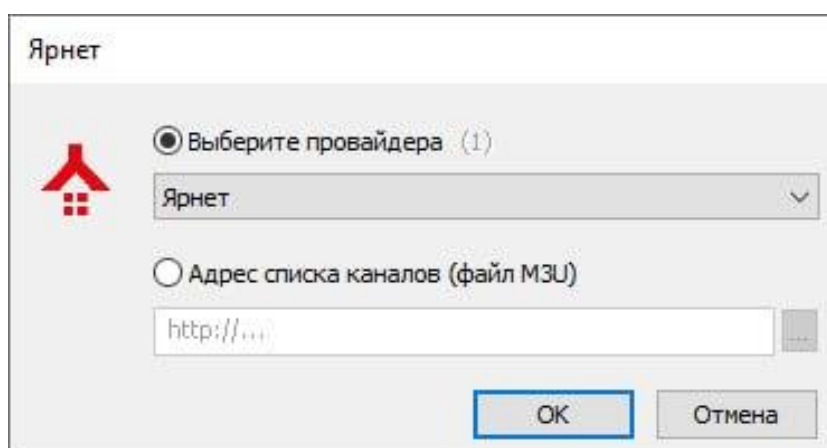 Ярнет
Выберите провайдера (1)
Ярнет
Адрес списка каналов (файл M3U)
http://...
...
OK Отмена